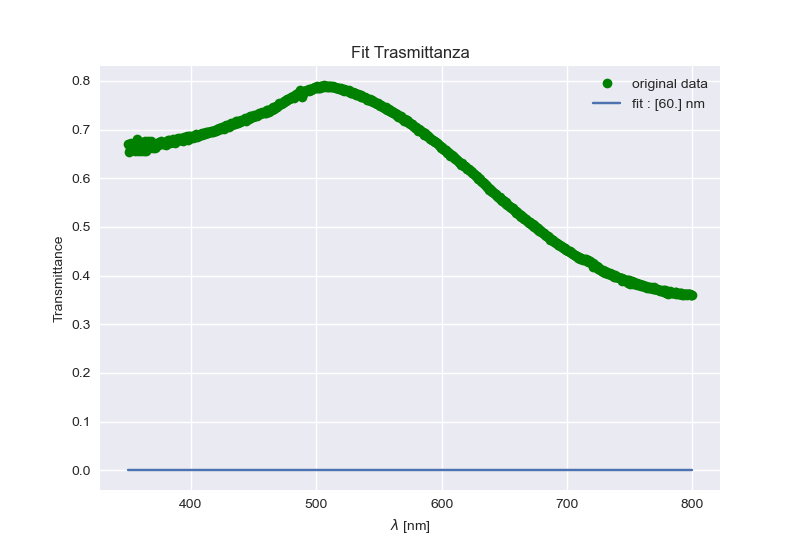 Fit Trasmittanza
original data
fit : [60.] nm
0.8
0.7
0.6
0.5
0.4
0.3
0.2
0.1
0.0
Transmittance
400
500
600
700
800
λ [nm]